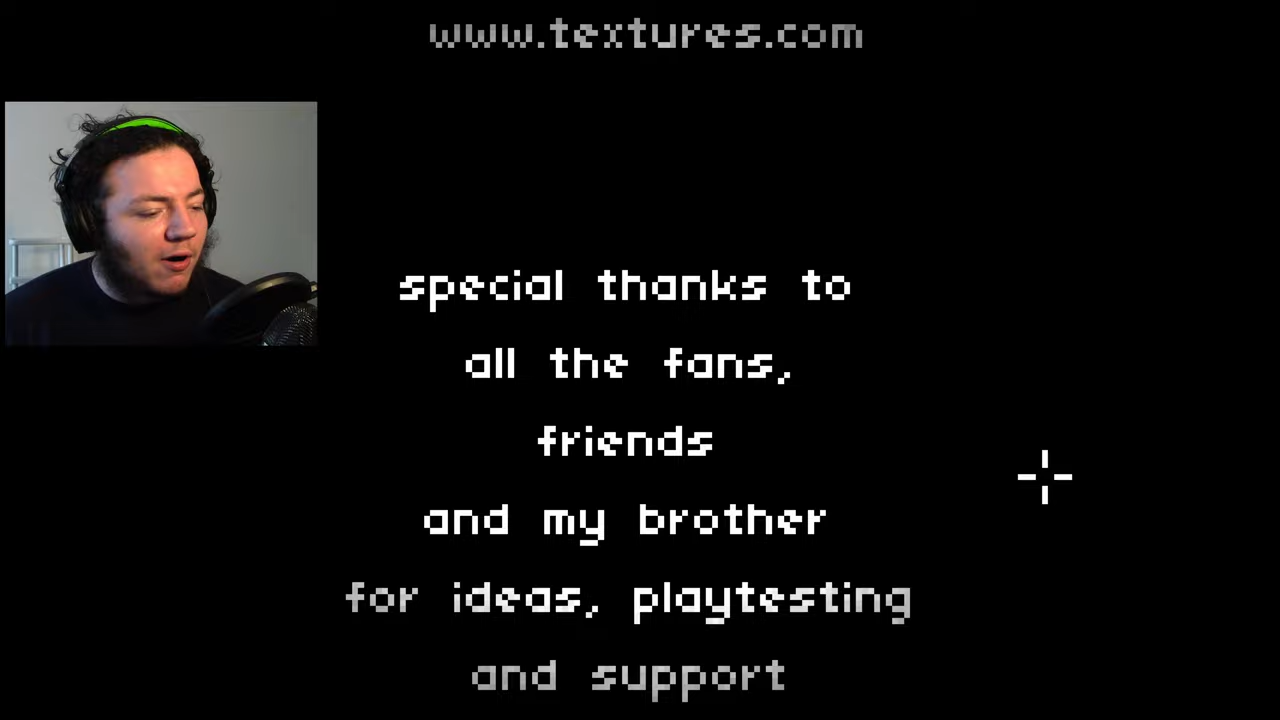 www.textures.com
special thanks to
all the fans,
friends
and my brother
for ideas, playtesting
and support